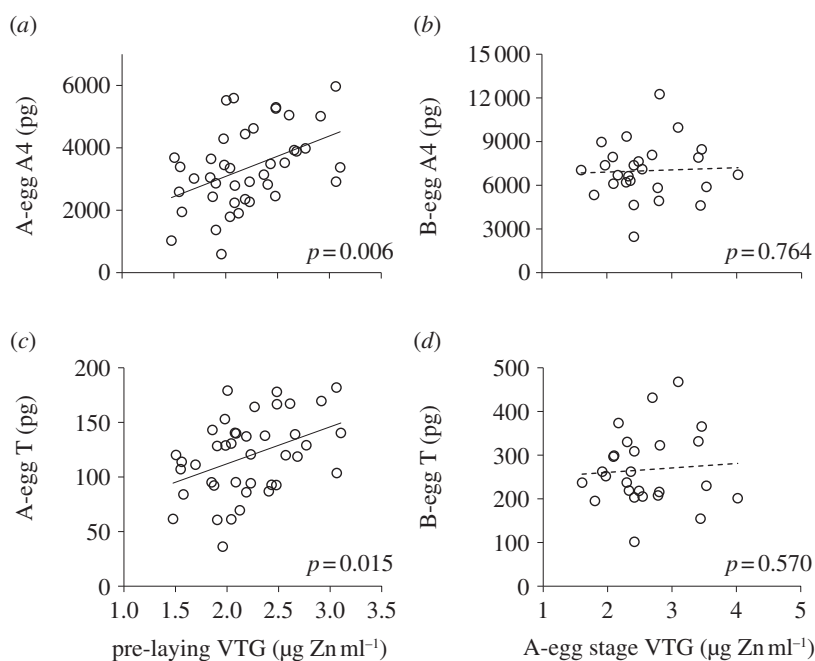 (a)
A-egg A4 (pg)
6000
4000
2000
0
p=0.006
(b)
B-egg A4 (pg)
15 000
12 000
9000
6000
3000
0
p=0.764
(c)
A-egg T (pg)
200
150
100
50
0
p=0.015
1.0 1.5 2.0 2.5 3.0 3.5
pre-laying VTG (µg Zn ml⁻¹)
(d)
B-egg T (pg)
500
400
300
200
100
0
p=0.570
1 2 3 4 5
A-egg stage VTG (µg Zn ml⁻¹)